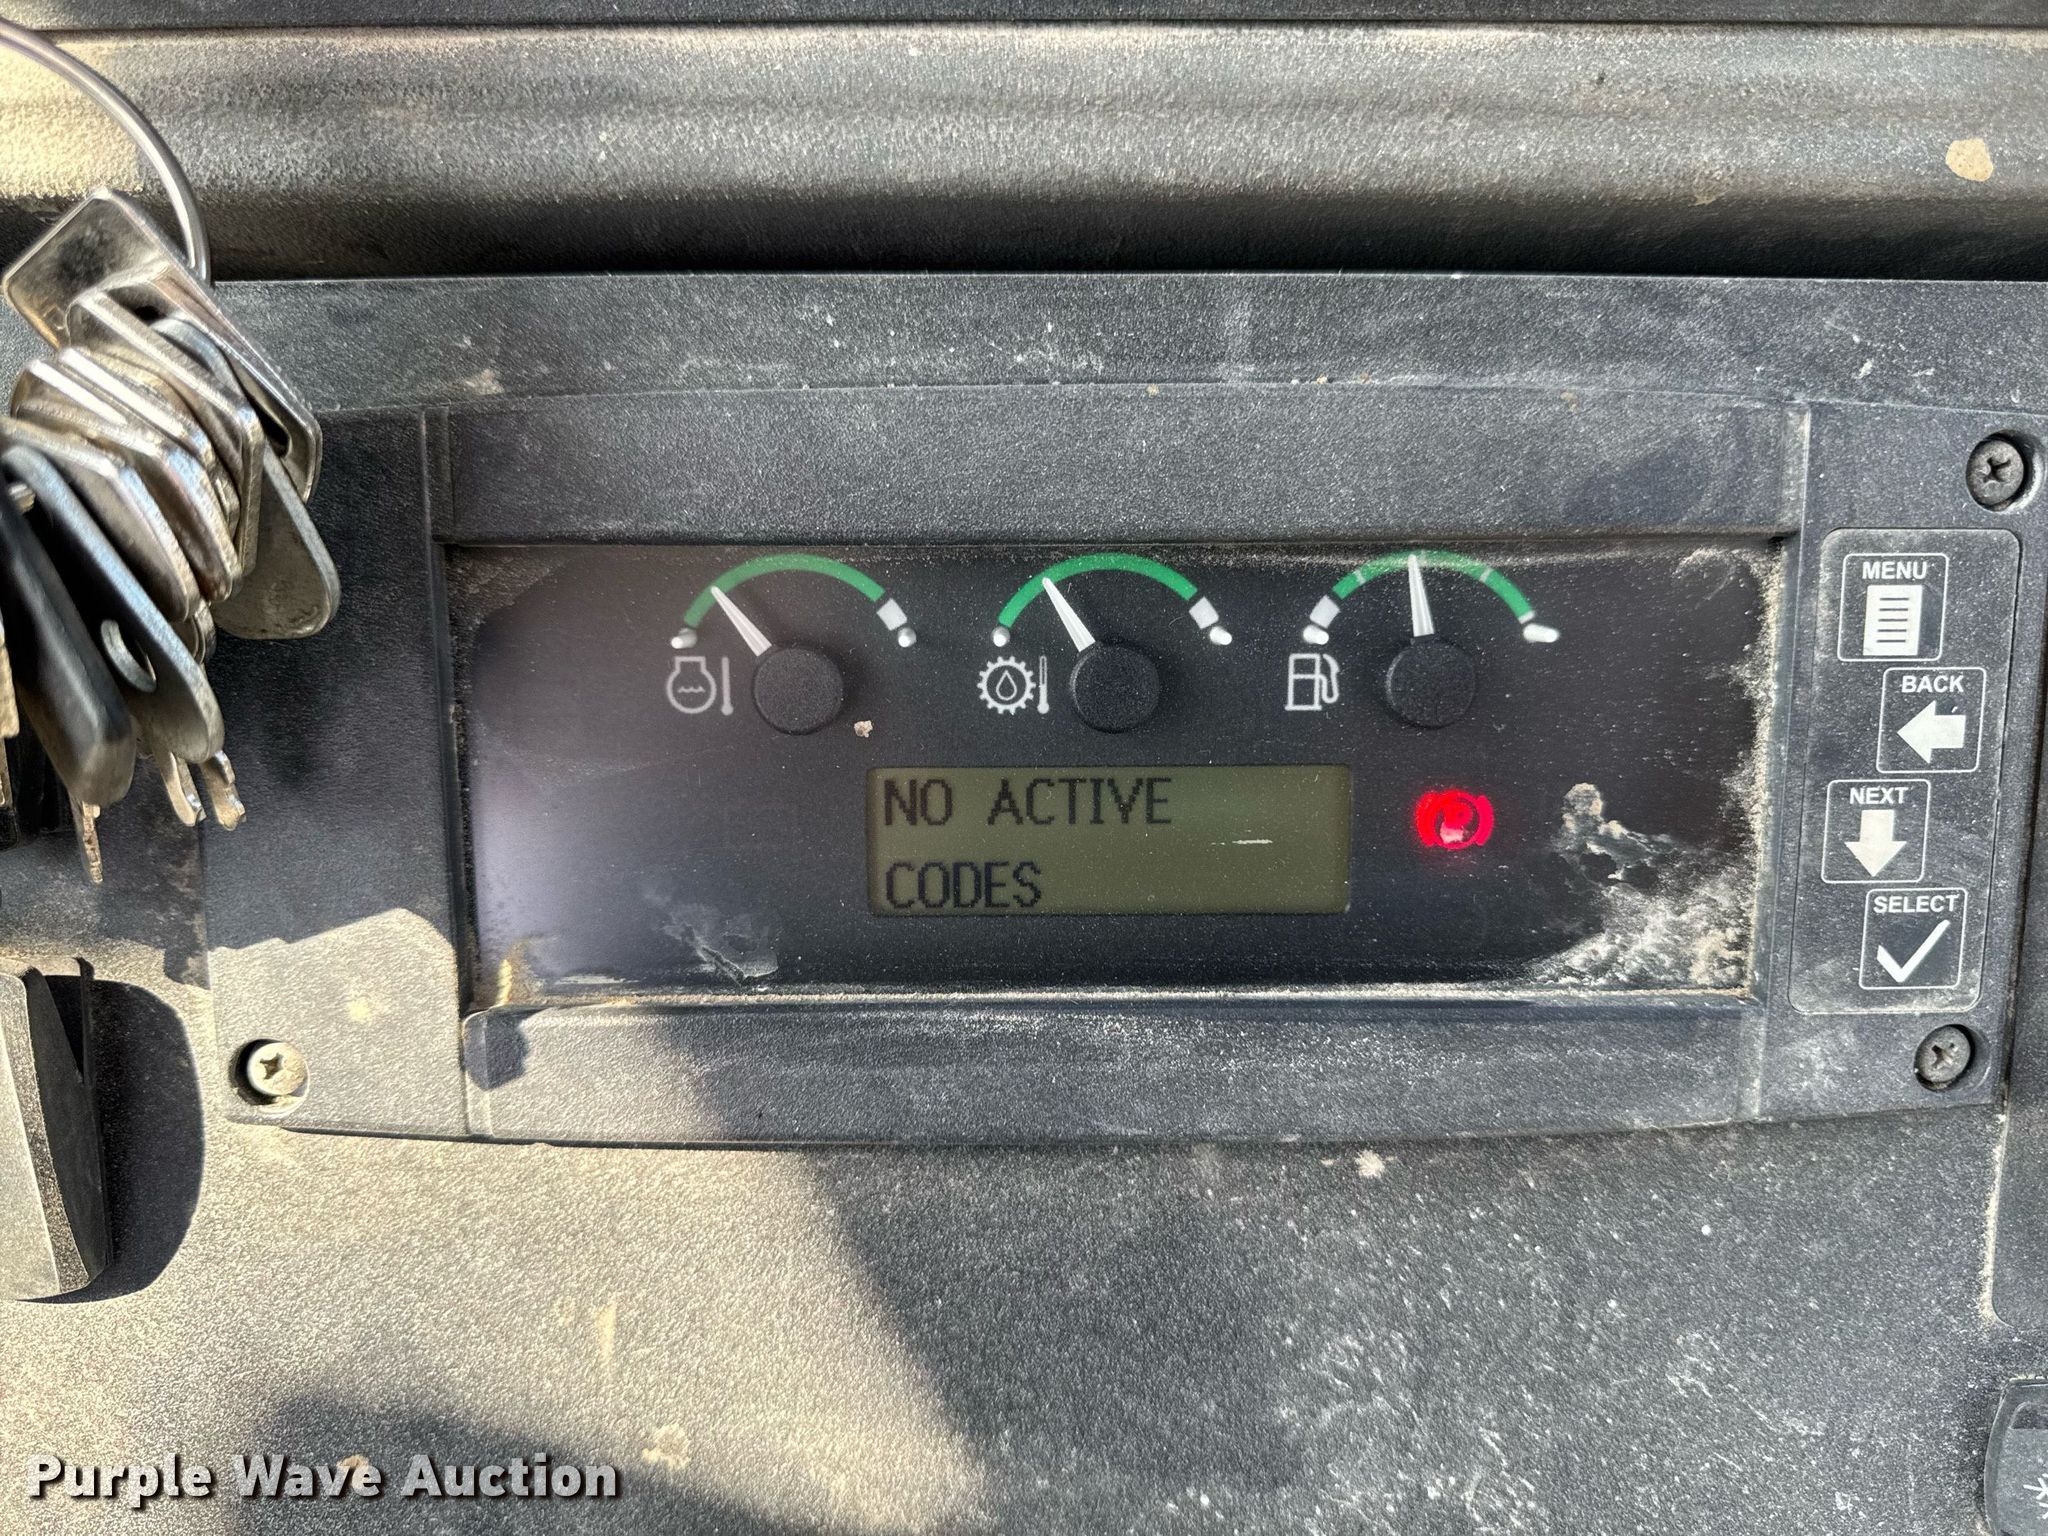 MENU
BACK
NEXT
SELECT
NO ACTIVE
CODES
Purple Wave Auction